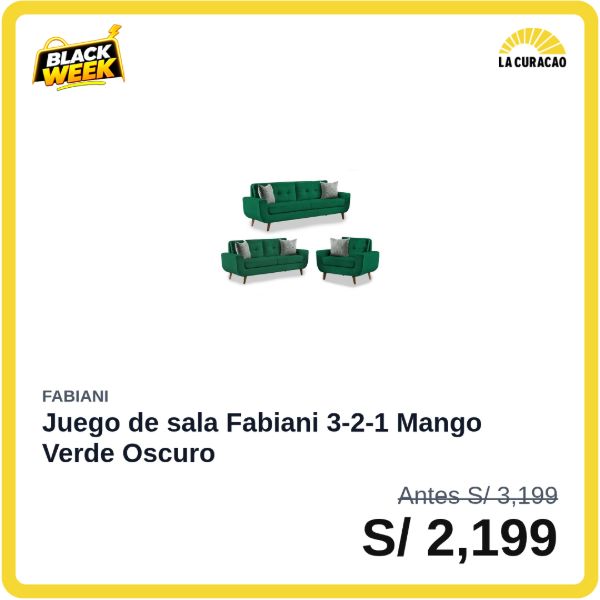 BLACK
WEEK
LA CURACAO
FABIANI
Juego de sala Fabiani 3-2-1 Mango
Verde Oscuro
Antes S/ 3,199
S/ 2,199